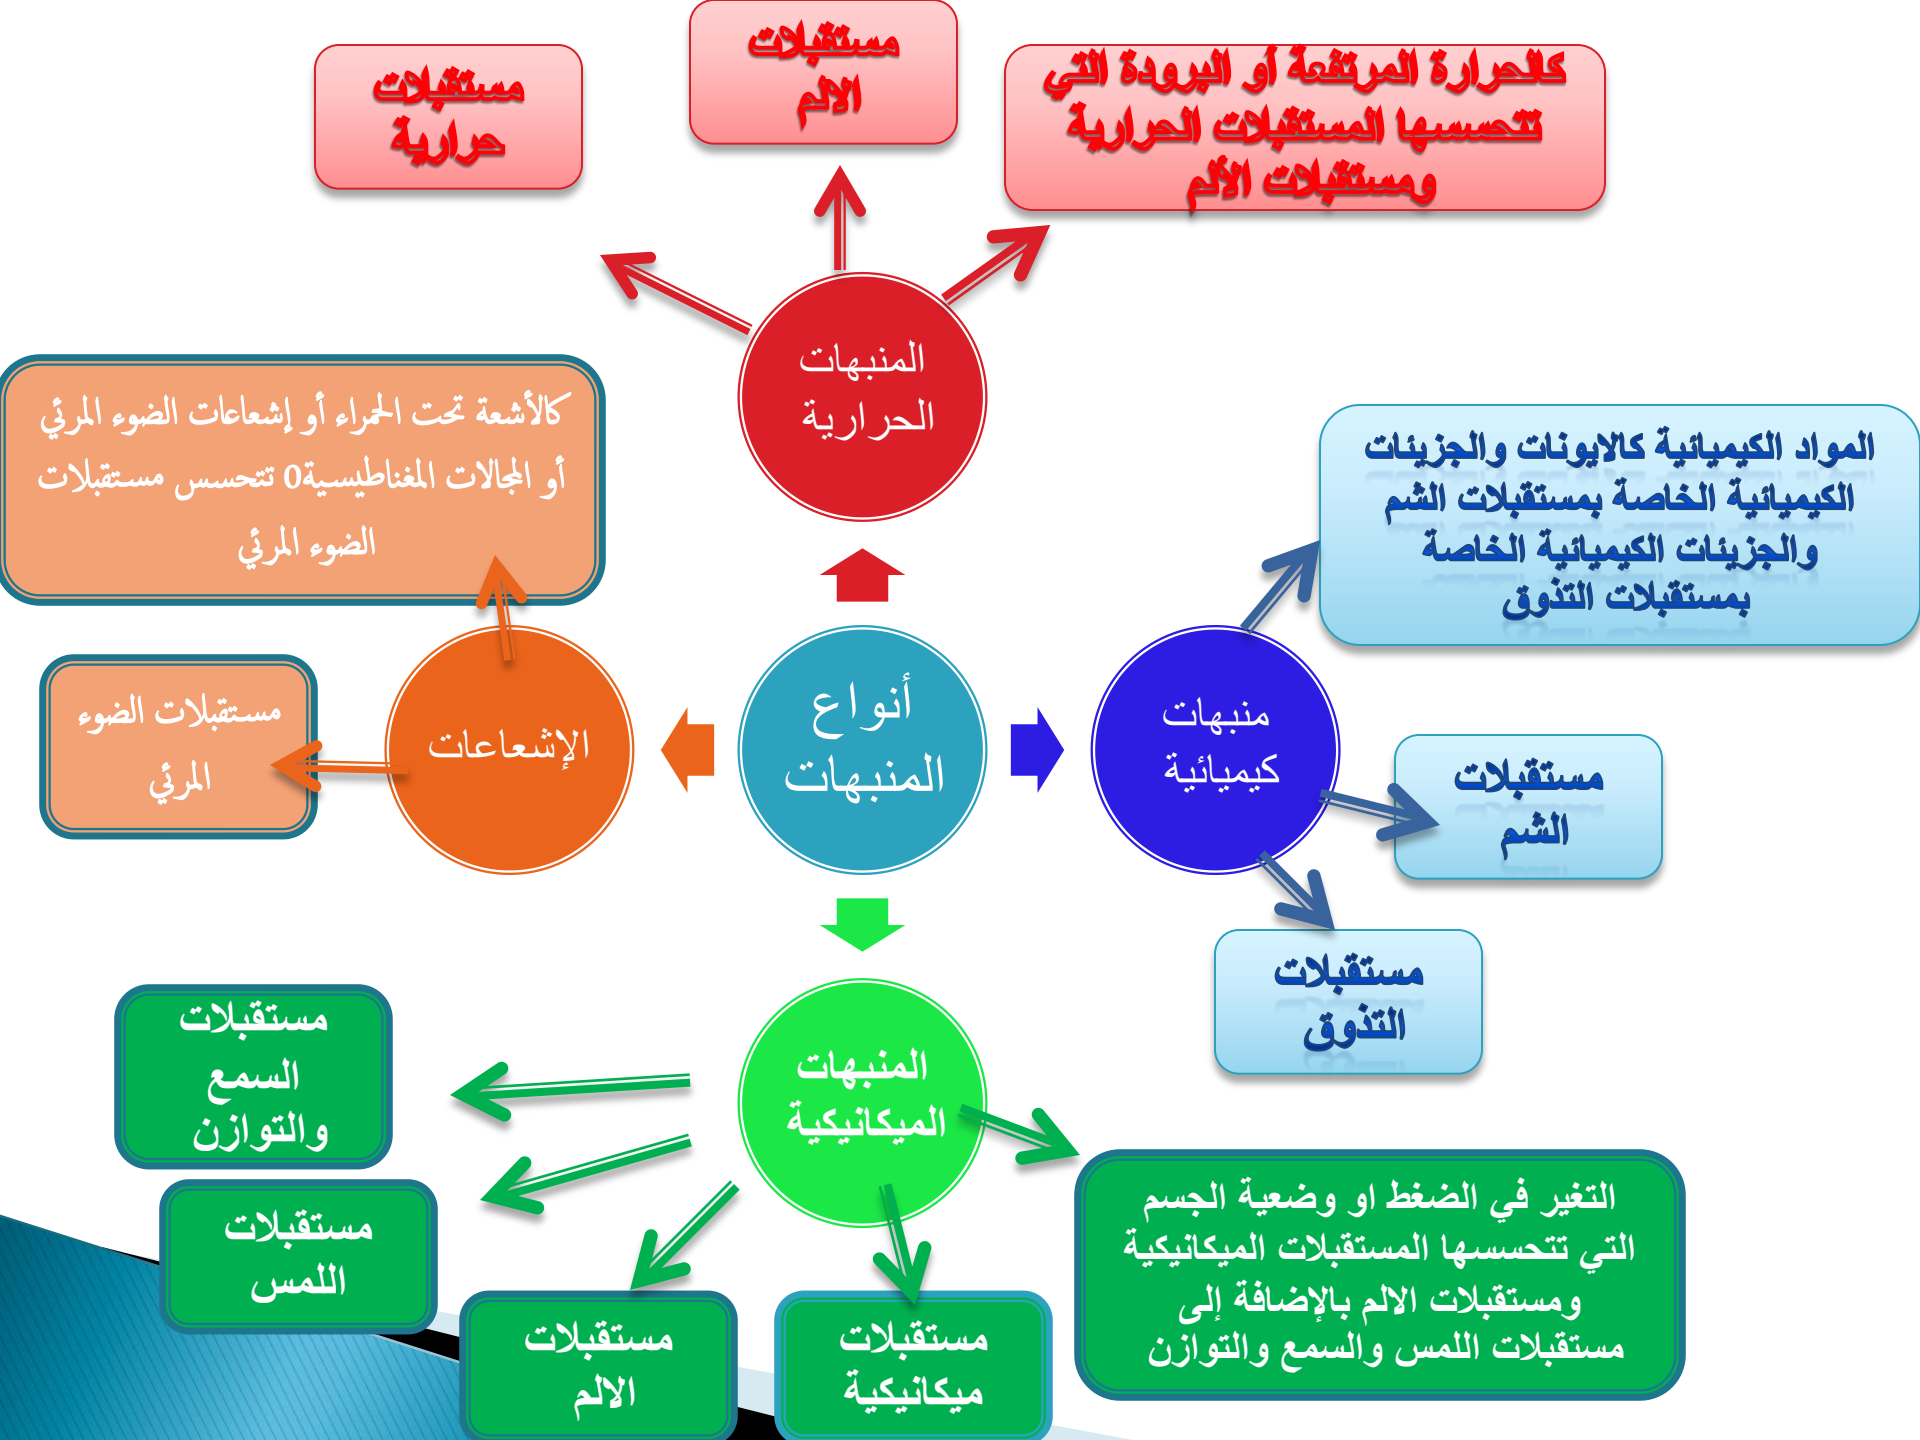 مستقبلات
الالم
كالحرارة المرتفعة أو البرودة التي
تتحسسها المستقبلات الحرارية
ومستقبلات الألم
مستقبلات
حرارية
المنبهات
الحرارية
كالأشعة تحت الحمراء أو إشعاعات الضوء المرئي
أو المجالات المغناطيسية0 تتحسس مستقبلات
الضوء المرئي
المواد الكيميائية كالايونات والجزيئات
الكيميائية الخاصة بمستقبلات الشم
والجزيئات الكيميائية الخاصة
بمستقبلات التذوق
أنواع
المنبهات
منبهات
كيميائية
الإشعاعات
مستقبلات الضوء
المرئي
مستقبلات
الشم
مستقبلات
التذوق
المنبهات
الميكانيكية
مستقبلات
السمع
والتوازن
مستقبلات
اللمس
مستقبلات
الالم
مستقبلات
ميكانيكية
التغير في الضغط او وضعية الجسم
التي تتحسسها المستقبلات الميكانيكية
ومستقبلات الالم بالإضافة إلى
مستقبلات اللمس والسمع والتوازن